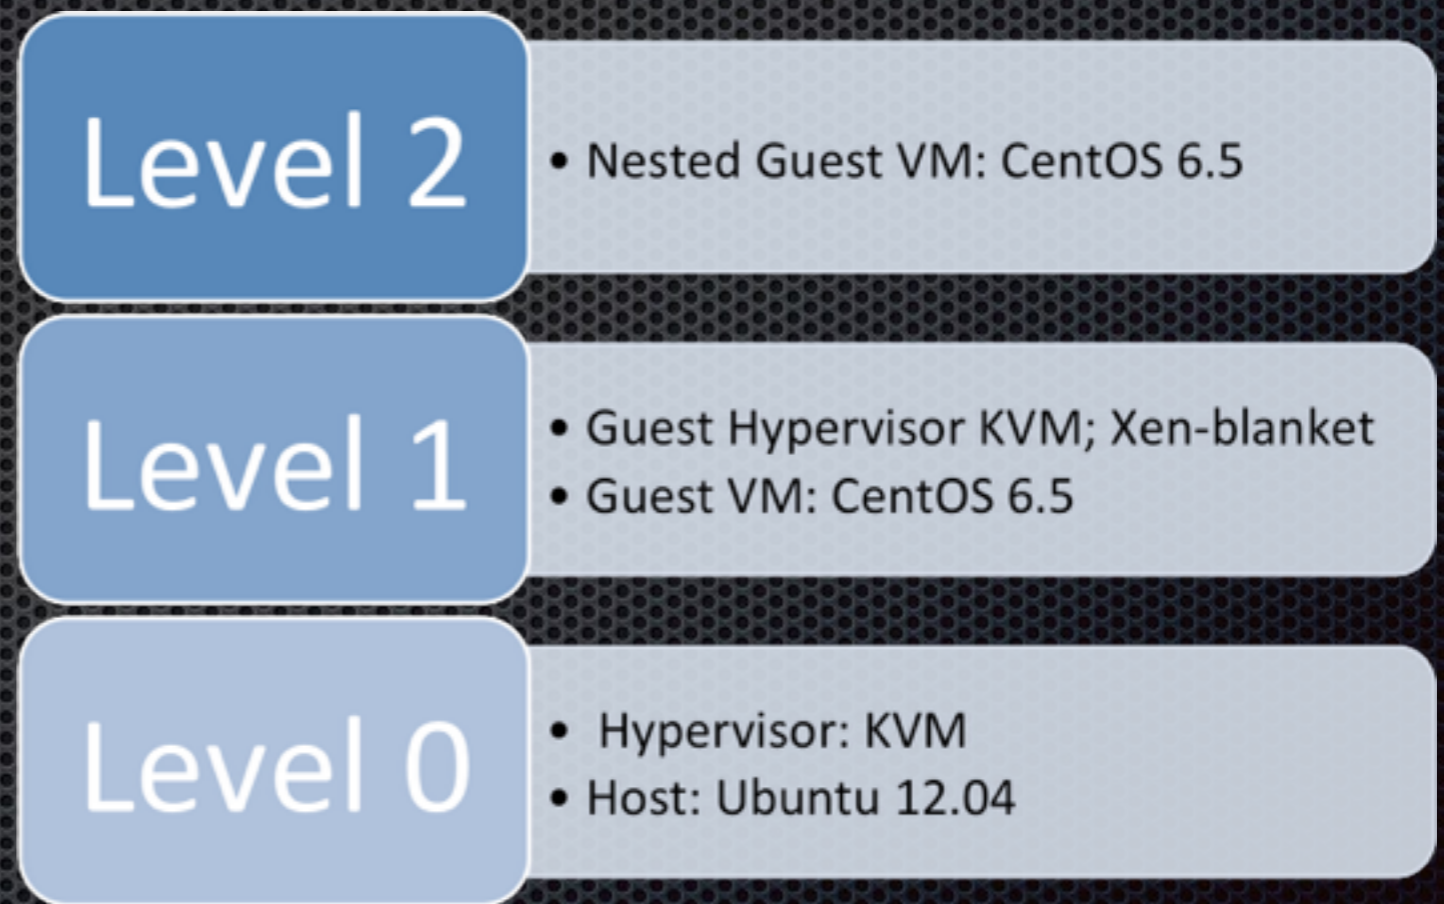 Level 2
• Nested Guest VM: CentOS 6.5
Level 1
• Guest Hypervisor KVM; Xen-blanket
• Guest VM: CentOS 6.5
Level 0
• Hypervisor: KVM
• Host: Ubuntu 12.04